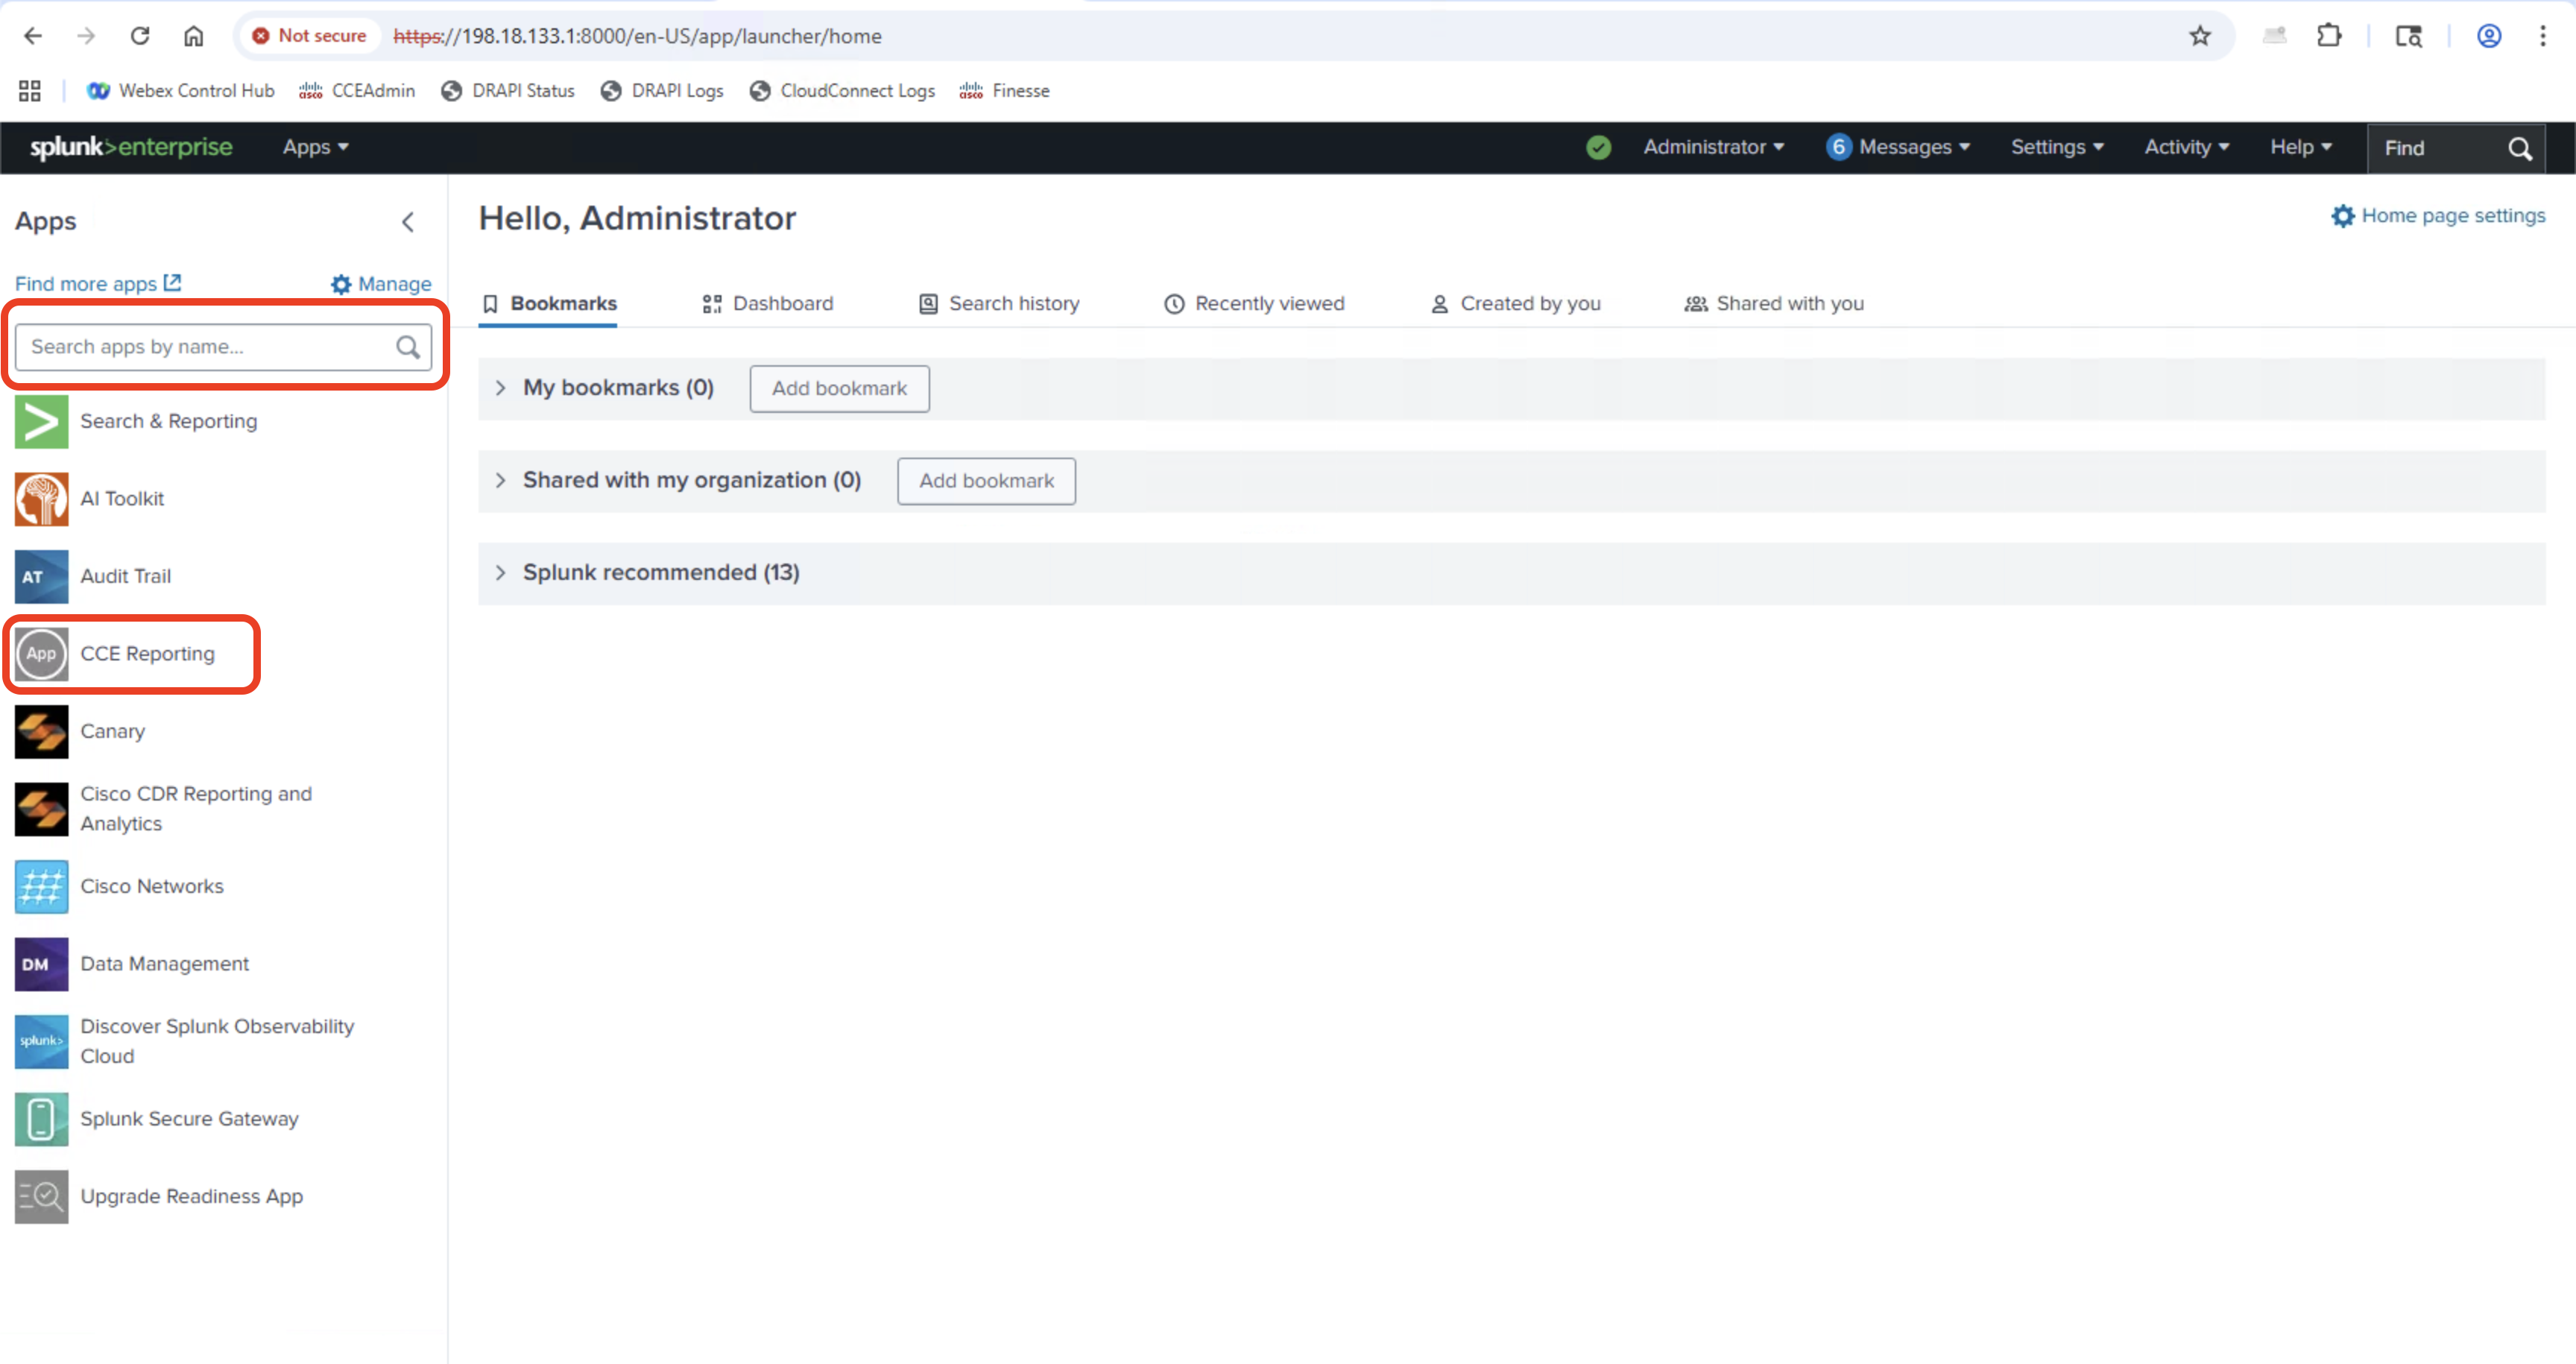 Not secure https://198.18.133.1:8000/en-US/app/launcher/home
Webex Control Hub CCEAdmin DRAPI Status DRAPI Logs CloudConnect Logs Finesse
splunk>enterprise Apps Administrator 6 Messages Settings Activity Help Find
Apps
Find more apps Manage
Search apps by name...
Search & Reporting
AI Toolkit
AT Audit Trail
App CCE Reporting
Canary
Cisco CDR Reporting and
Analytics
Cisco Networks
DM Data Management
splunk> Discover Splunk Observability
Cloud
Splunk Secure Gateway
Upgrade Readiness App
Hello, Administrator
Home page settings
Bookmarks Dashboard Search history Recently viewed Created by you Shared with you
My bookmarks (0) Add bookmark
Shared with my organization (0) Add bookmark
Splunk recommended (13)